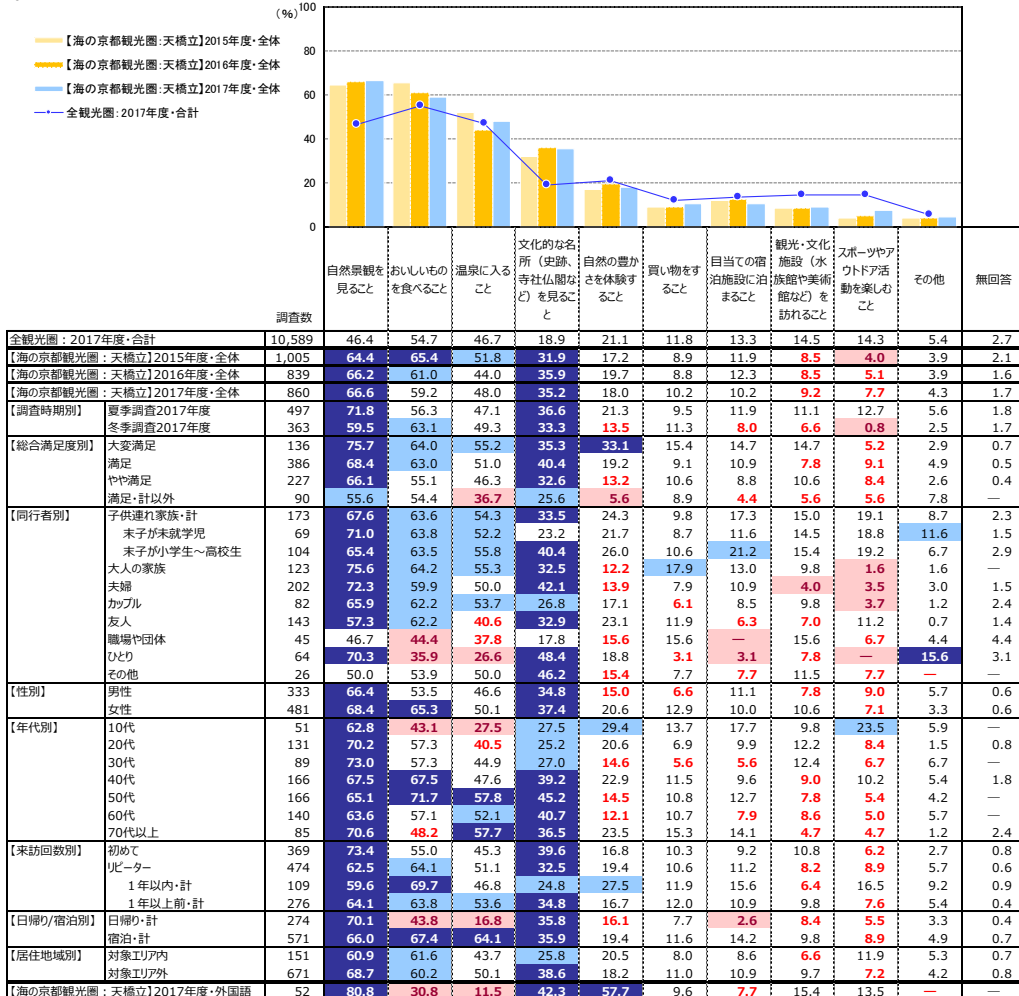 (%)
100
80
60
40
20
0
【海の京都観光圏:天橋立】2015年度・全体
【海の京都観光圏:天橋立】2016年度・全体
【海の京都観光圏:天橋立】2017年度・全体
全観光圏:2017年度・合計
調査数 自然景観を見ること おいしいものを食べること 温泉に入ること 文化的な名所（史跡、寺社仏閣など）を見ること 自然の豊かさを体験すること 買い物をすること 目当ての宿泊施設に泊まること 観光・文化施設（水族館や美術館など）を訪れること スポーツやアウトドア活動を楽しむこと その他 無回答
全観光圏：2017年度・合計 10,589 46.4 54.7 46.7 18.9 21.1 11.8 13.3 14.5 14.3 5.4 2.7
【海の京都観光圏：天橋立】2015年度・全体 1,005 64.4 65.4 51.8 31.9 17.2 8.9 11.9 8.5 4.0 3.9 2.1
【海の京都観光圏：天橋立】2016年度・全体 839 66.2 61.0 44.0 35.9 19.7 8.8 12.3 8.5 5.1 3.9 1.6
【海の京都観光圏：天橋立】2017年度・全体 860 66.6 59.2 48.0 35.2 18.0 10.2 10.2 9.2 7.7 4.3 1.7
【調査時期別】 夏季調査2017年度 497 71.8 56.3 47.1 36.6 21.3 9.5 11.9 11.1 12.7 5.6 1.8
冬季調査2017年度 363 59.5 63.1 49.3 33.3 13.5 11.3 8.0 6.6 0.8 2.5 1.7
【総合満足度別】 大変満足 136 75.7 64.0 55.2 35.3 33.1 15.4 14.7 14.7 5.2 2.9 0.7
満足 386 68.4 63.0 51.0 40.4 19.2 9.1 10.9 7.8 9.1 4.9 0.5
やや満足 227 66.1 55.1 46.3 32.6 13.2 10.6 8.8 10.6 8.4 2.6 0.4
満足・計以外 90 55.6 54.4 36.7 25.6 5.6 8.9 4.4 5.6 5.6 7.8 —
【同行者別】 子供連れ家族・計 173 67.6 63.6 54.3 33.5 24.3 9.8 17.3 15.0 19.1 8.7 2.3
末子が未就学児 69 71.0 63.8 52.2 23.2 21.7 8.7 11.6 14.5 18.8 11.6 1.5
末子が小学生～高校生 104 65.4 63.5 55.8 40.4 26.0 10.6 21.2 15.4 19.2 6.7 2.9
大人の家族 123 75.6 64.2 55.3 32.5 12.2 17.9 13.0 9.8 1.6 1.6 —
夫婦 202 72.3 59.9 50.0 42.1 13.9 7.9 10.9 4.0 3.5 3.0 1.5
カップル 82 65.9 62.2 53.7 26.8 17.1 6.1 8.5 9.8 3.7 1.2 2.4
友人 143 57.3 62.2 40.6 32.9 23.1 11.9 6.3 7.0 11.2 0.7 1.4
職場や団体 45 46.7 44.4 37.8 17.8 15.6 15.6 — 15.6 6.7 4.4 4.4
ひとり 64 70.3 35.9 26.6 48.4 18.8 3.1 3.1 7.8 — 15.6 3.1
その他 26 50.0 53.9 50.0 46.2 15.4 7.7 7.7 11.5 7.7 — —
【性別】 男性 333 66.4 53.5 46.6 34.8 15.0 6.6 11.1 7.8 9.0 5.7 0.6
女性 481 68.4 65.3 50.1 37.4 20.6 12.9 10.0 10.6 7.1 3.3 0.6
【年代別】 10代 51 62.8 43.1 27.5 27.5 29.4 13.7 17.7 9.8 23.5 5.9 —
20代 131 70.2 57.3 40.5 25.2 20.6 6.9 9.9 12.2 8.4 1.5 0.8
30代 89 73.0 57.3 44.9 27.0 14.6 5.6 5.6 12.4 6.7 6.7 —
40代 166 67.5 67.5 47.6 39.2 22.9 11.5 9.6 9.0 10.2 5.4 1.8
50代 166 65.1 71.7 57.8 45.2 14.5 10.8 12.7 7.8 5.4 4.2 —
60代 140 63.6 57.1 52.1 40.7 12.1 10.7 7.9 8.6 5.0 5.7 —
70代以上 85 70.6 48.2 57.7 36.5 23.5 15.3 14.1 4.7 4.7 1.2 2.4
【来訪回数別】 初めて 369 73.4 55.0 45.3 39.6 16.8 10.3 9.2 10.8 6.2 2.7 0.8
リピーター 474 62.5 64.1 51.1 32.5 19.4 10.6 11.2 8.2 8.9 5.7 0.6
1年以内・計 109 59.6 69.7 46.8 24.8 27.5 11.9 15.6 6.4 16.5 9.2 0.9
1年以上前・計 276 64.1 63.8 53.6 34.8 16.7 12.0 10.9 9.8 7.6 5.4 0.4
【日帰り/宿泊別】 日帰り・計 274 70.1 43.8 16.8 35.8 16.1 7.7 2.6 8.4 5.5 3.3 0.4
宿泊・計 571 66.0 67.4 64.1 35.9 19.4 11.6 14.2 9.8 8.9 4.9 0.7
【居住地域別】 対象エリア内 151 60.9 61.6 43.7 25.8 20.5 8.0 8.6 6.6 11.9 5.3 0.7
対象エリア外 671 68.7 60.2 50.1 38.6 18.2 11.0 10.9 9.7 7.2 4.2 0.8
【海の京都観光圏：天橋立】2017年度・外国語 52 80.8 30.8 11.5 42.3 57.7 9.6 7.7 15.4 13.5 — —